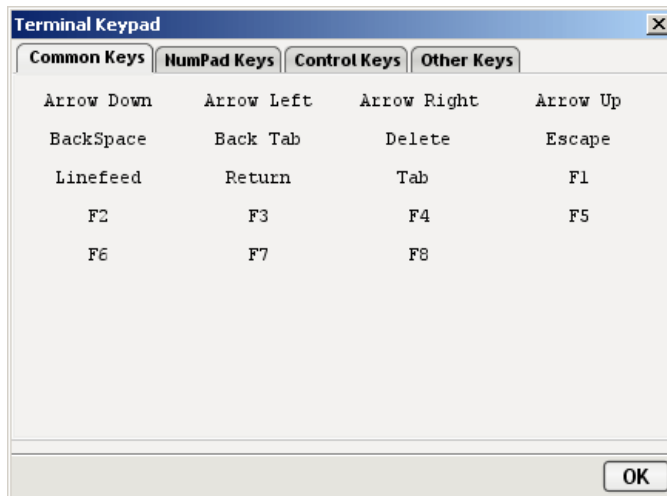 Terminal Keypad
Common Keys NumPad Keys Control Keys Other Keys
Arrow Down Arrow Left Arrow Right Arrow Up
BackSpace Back Tab Delete Escape
Linefeed Return Tab F1
F2 F3 F4 F5
F6 F7 F8
OK